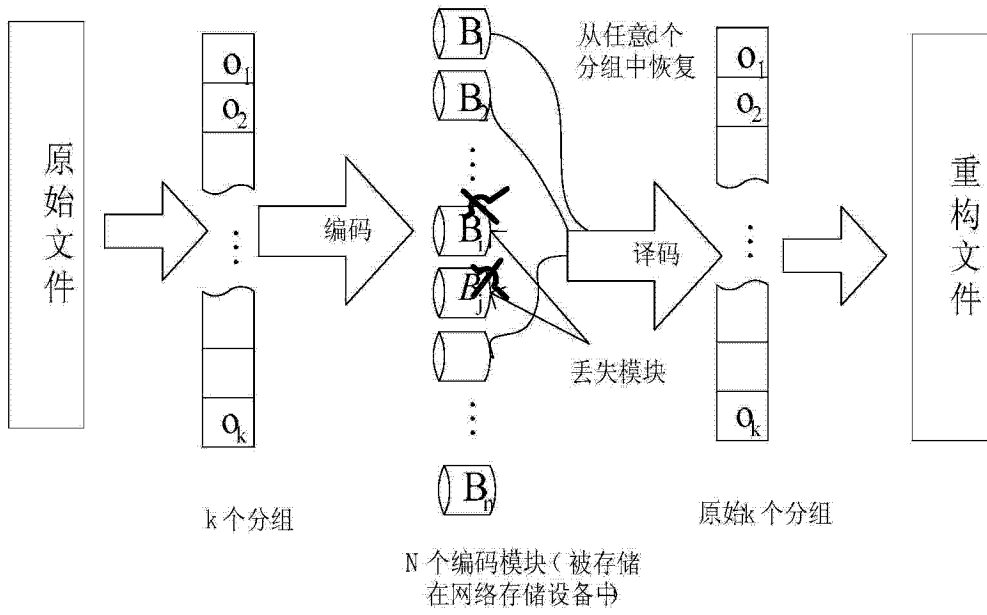 原始文件
O1
O2
Ok
k 个分组
编码
B1
B2
Bi
Bj
Bn
N 个编码模块（被存储
在网络存储设备中）
从任意d个
分组中恢复
译码
丢失模块
O1
O2
Ok
原始k 个分组
重构文件